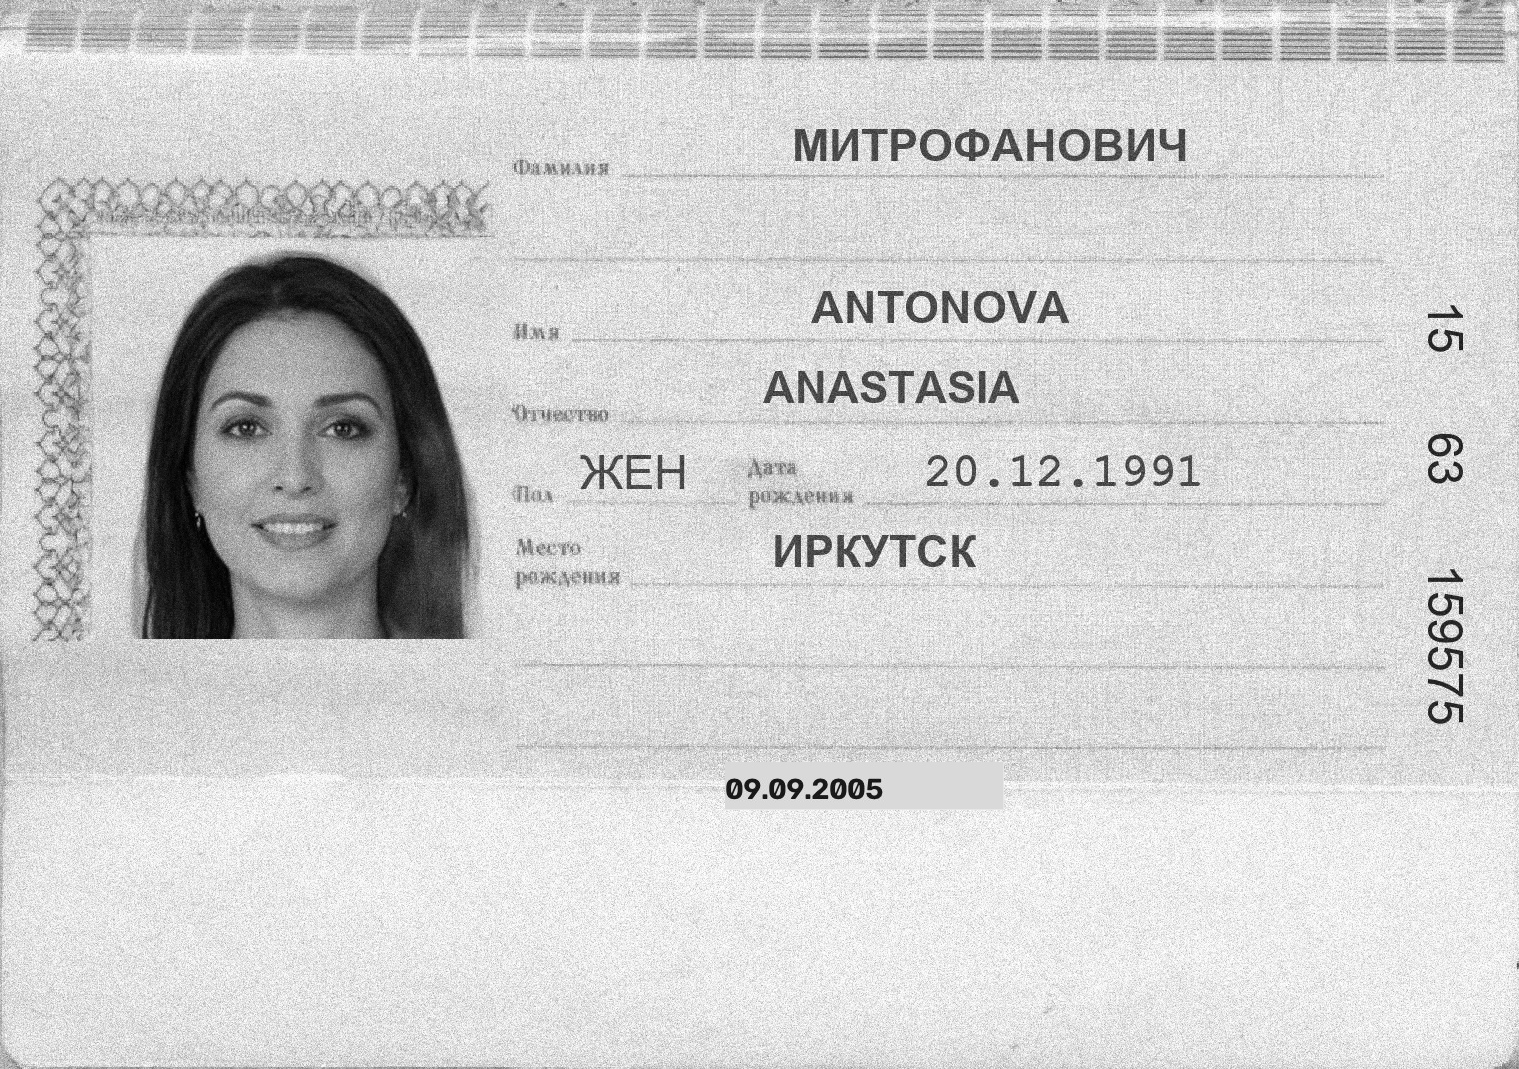 Фамилия МИТРОФАНОВИЧ
Имя ANTONOVA
Отчество ANASTASIA
Пол ЖЕН Дата рождения 20.12.1991
Место рождения ИРКУТСК
09.09.2005
15 63 159575